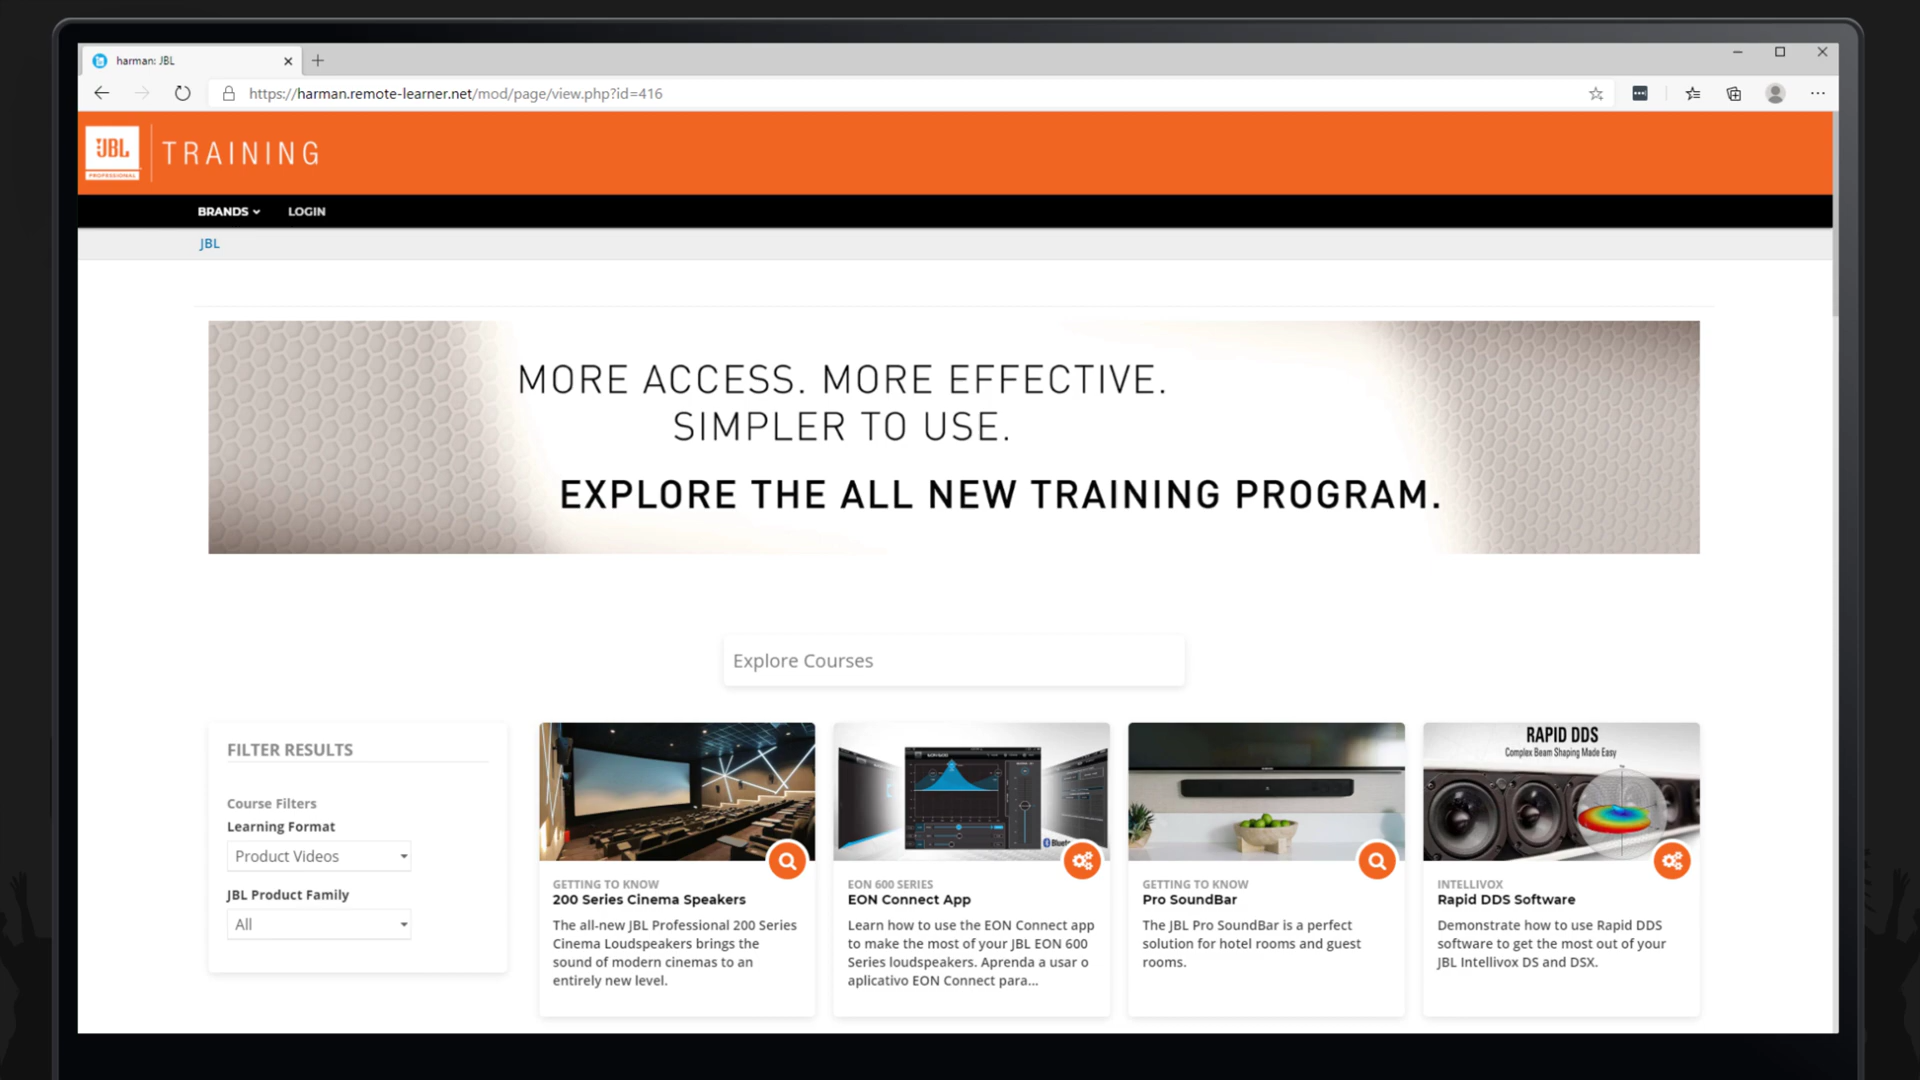 harman: JBL
https://harman.remote-learner.net/mod/page/view.php?id=416
JBL
PROFESSIONAL
TRAINING
BRANDS
LOGIN
JBL
MORE ACCESS. MORE EFFECTIVE.
SIMPLER TO USE.
EXPLORE THE ALL NEW TRAINING PROGRAM.
Explore Courses
FILTER RESULTS
Course Filters
Learning Format
Product Videos
JBL Product Family
All
GETTING TO KNOW
200 Series Cinema Speakers
The all-new JBL Professional 200 Series
Cinema Loudspeakers brings the
sound of modern cinemas to an
entirely new level.
EON 600 SERIES
EON Connect App
Learn how to use the EON Connect app
to make the most of your JBL EON 600
Series loudspeakers. Aprenda a usar o
aplicativo EON Connect para...
GETTING TO KNOW
Pro SoundBar
The JBL Pro SoundBar is a perfect
solution for hotel rooms and guest
rooms.
RAPID DDS
Complex Beam Shaping Made Easy
INTELLIVOX
Rapid DDS Software
Demonstrate how to use Rapid DDS
software to get the most out of your
JBL Intellivox DS and DSX.